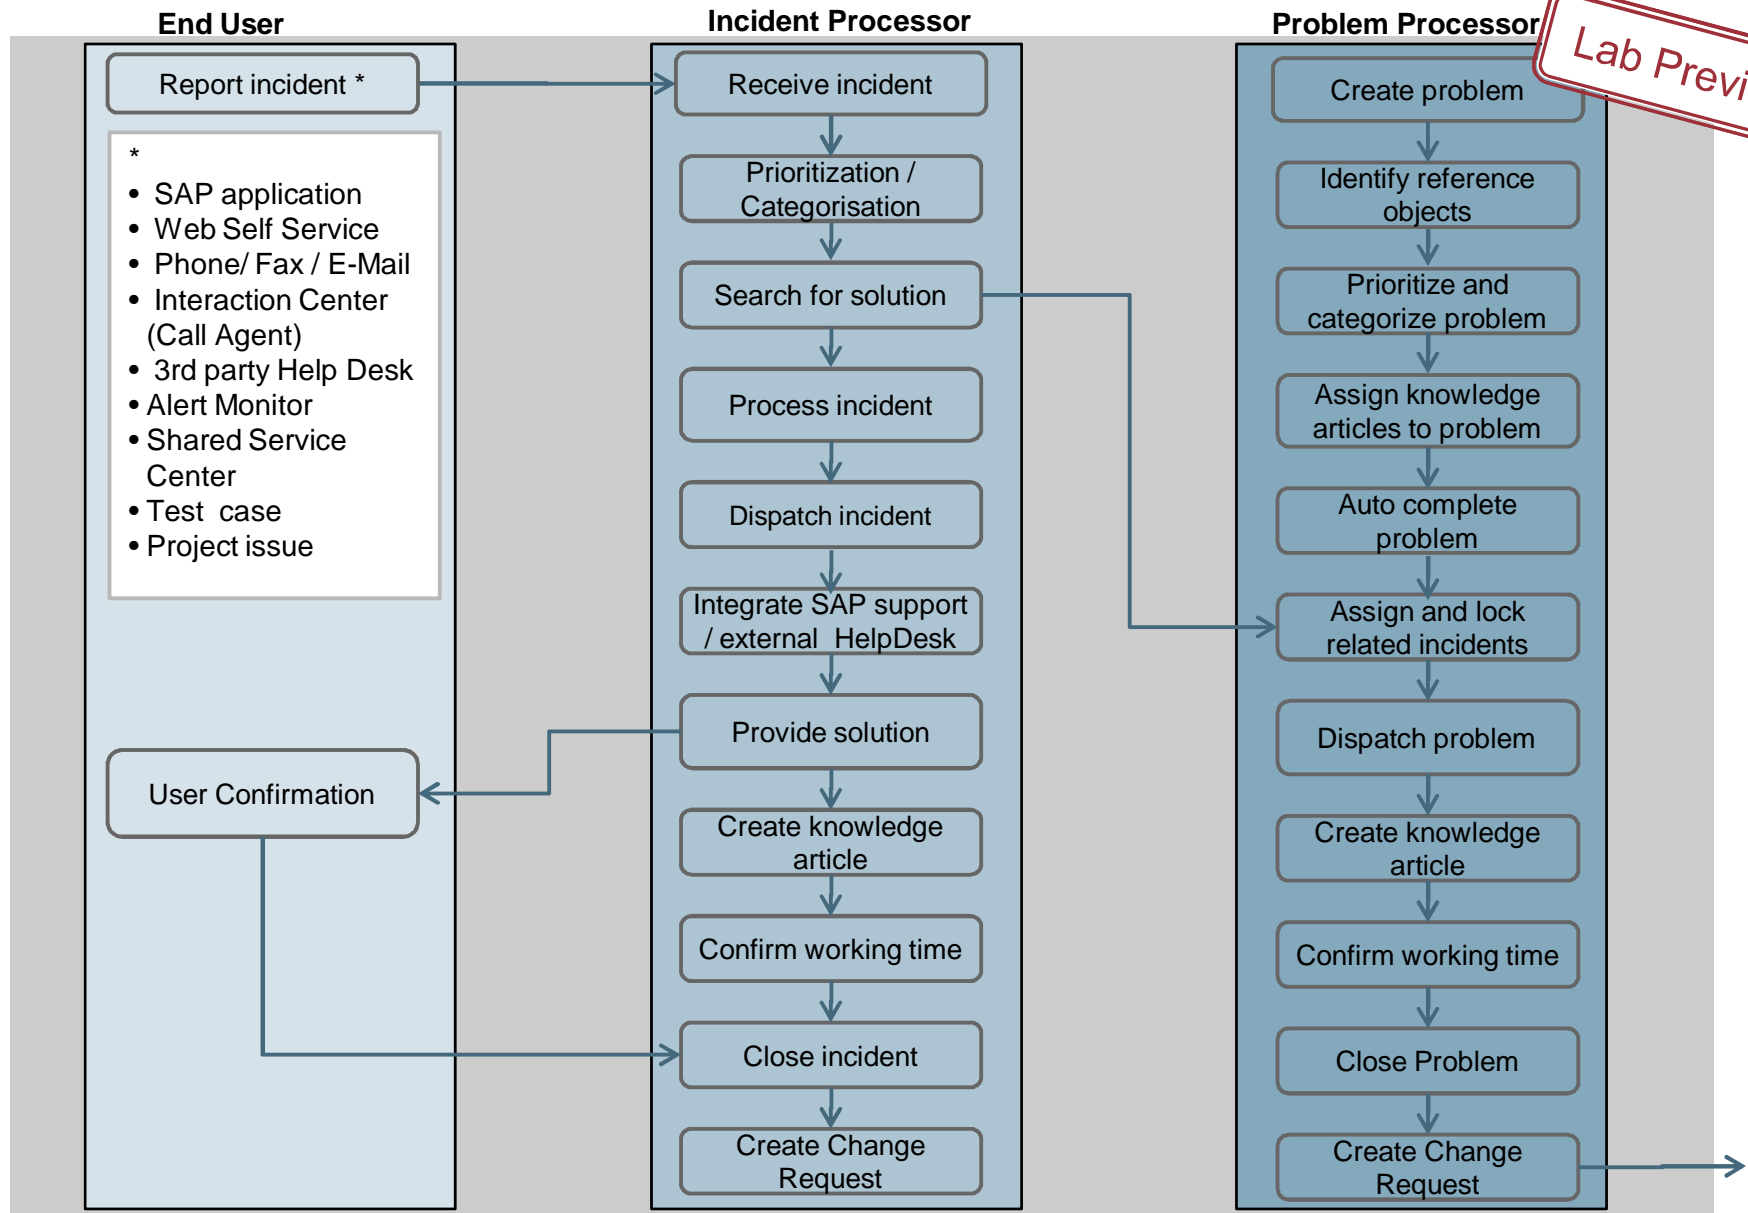 End User
Incident Processor
Problem Processor
Lab Previ
Report incident *
*
• SAP application
• Web Self Service
• Phone/ Fax / E-Mail
• Interaction Center
(Call Agent)
• 3rd party Help Desk
• Alert Monitor
• Shared Service
Center
• Test case
• Project issue
User Confirmation
Receive incident
Prioritization /
Categorisation
Search for solution
Process incident
Dispatch incident
Integrate SAP support
/ external HelpDesk
Provide solution
Create knowledge
article
Confirm working time
Close incident
Create Change
Request
Create problem
Identify reference
objects
Prioritize and
categorize problem
Assign knowledge
articles to problem
Auto complete
problem
Assign and lock
related incidents
Dispatch problem
Create knowledge
article
Confirm working time
Close Problem
Create Change
Request